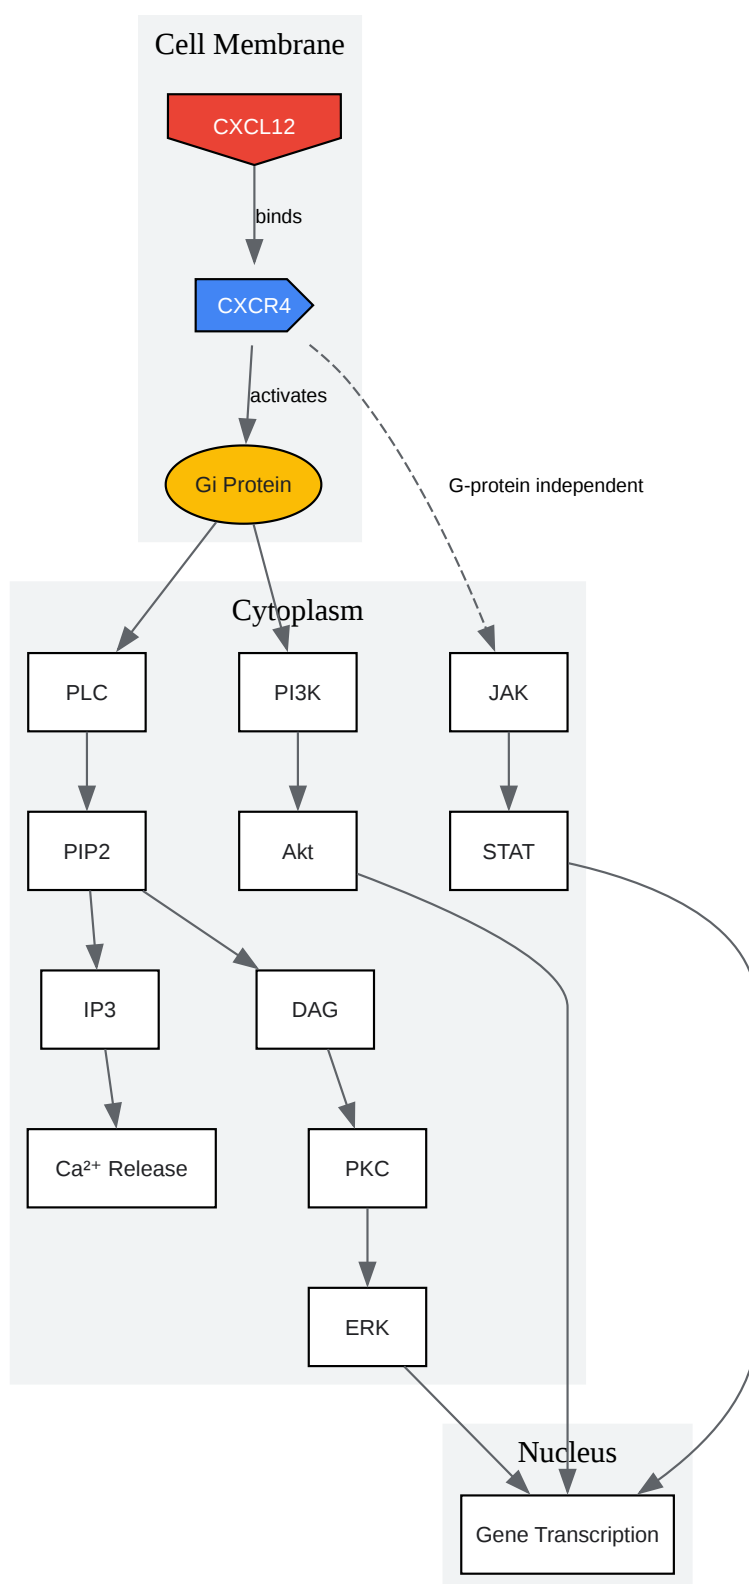 Cell Membrane
CXCL12
binds
CXCR4
activates
Gi Protein
G-protein independent
Cytoplasm
PLC
PI3K
JAK
PIP2
Akt
STAT
IP3
DAG
Ca²⁺ Release
PKC
ERK
Nucleus
Gene Transcription